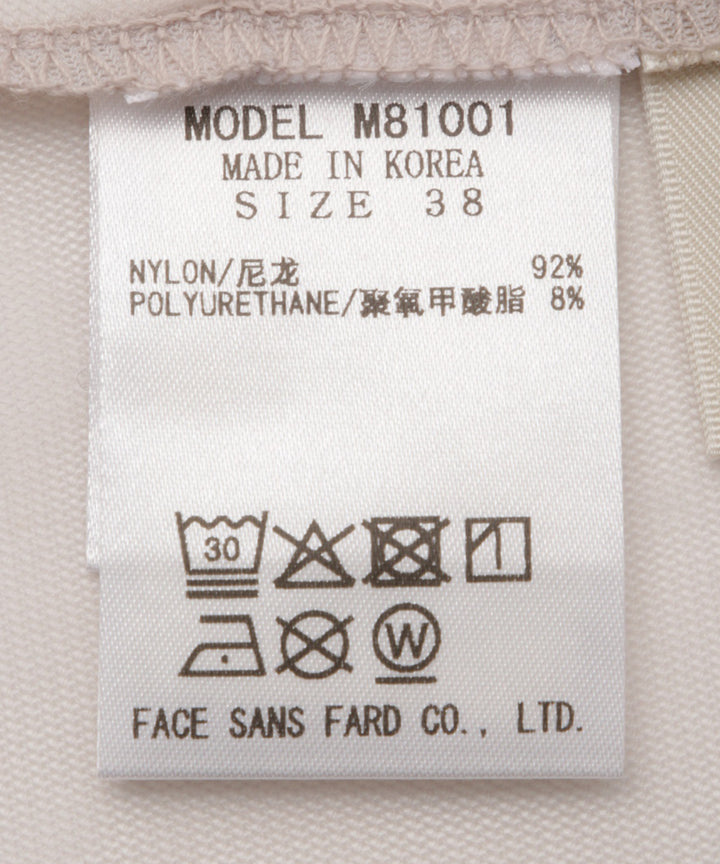 MODEL M81001
MADE IN KOREA
SIZE 38
NYLON/尼龙 92%
POLYURETHANE/聚氧甲酸脂 8%
30
W
FACE SANS FARD CO., LTD.